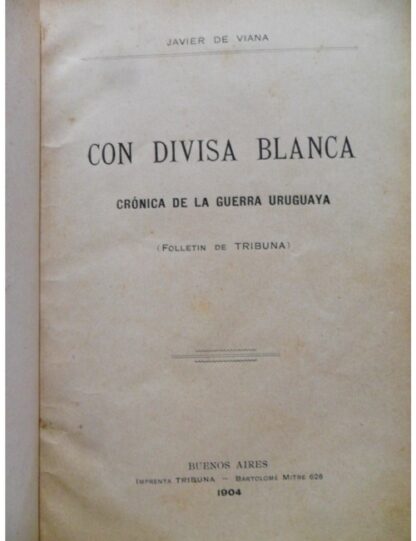 JAVIER DE VIANA
CON DIVISA BLANCA
CRÓNICA DE LA GUERRA URUGUAYA
(FOLLETIN DE TRIBUNA)
BUENOS AIRES
IMPRENTA TRIBUNA — BARTOLOMÉ MITRE 628
1904